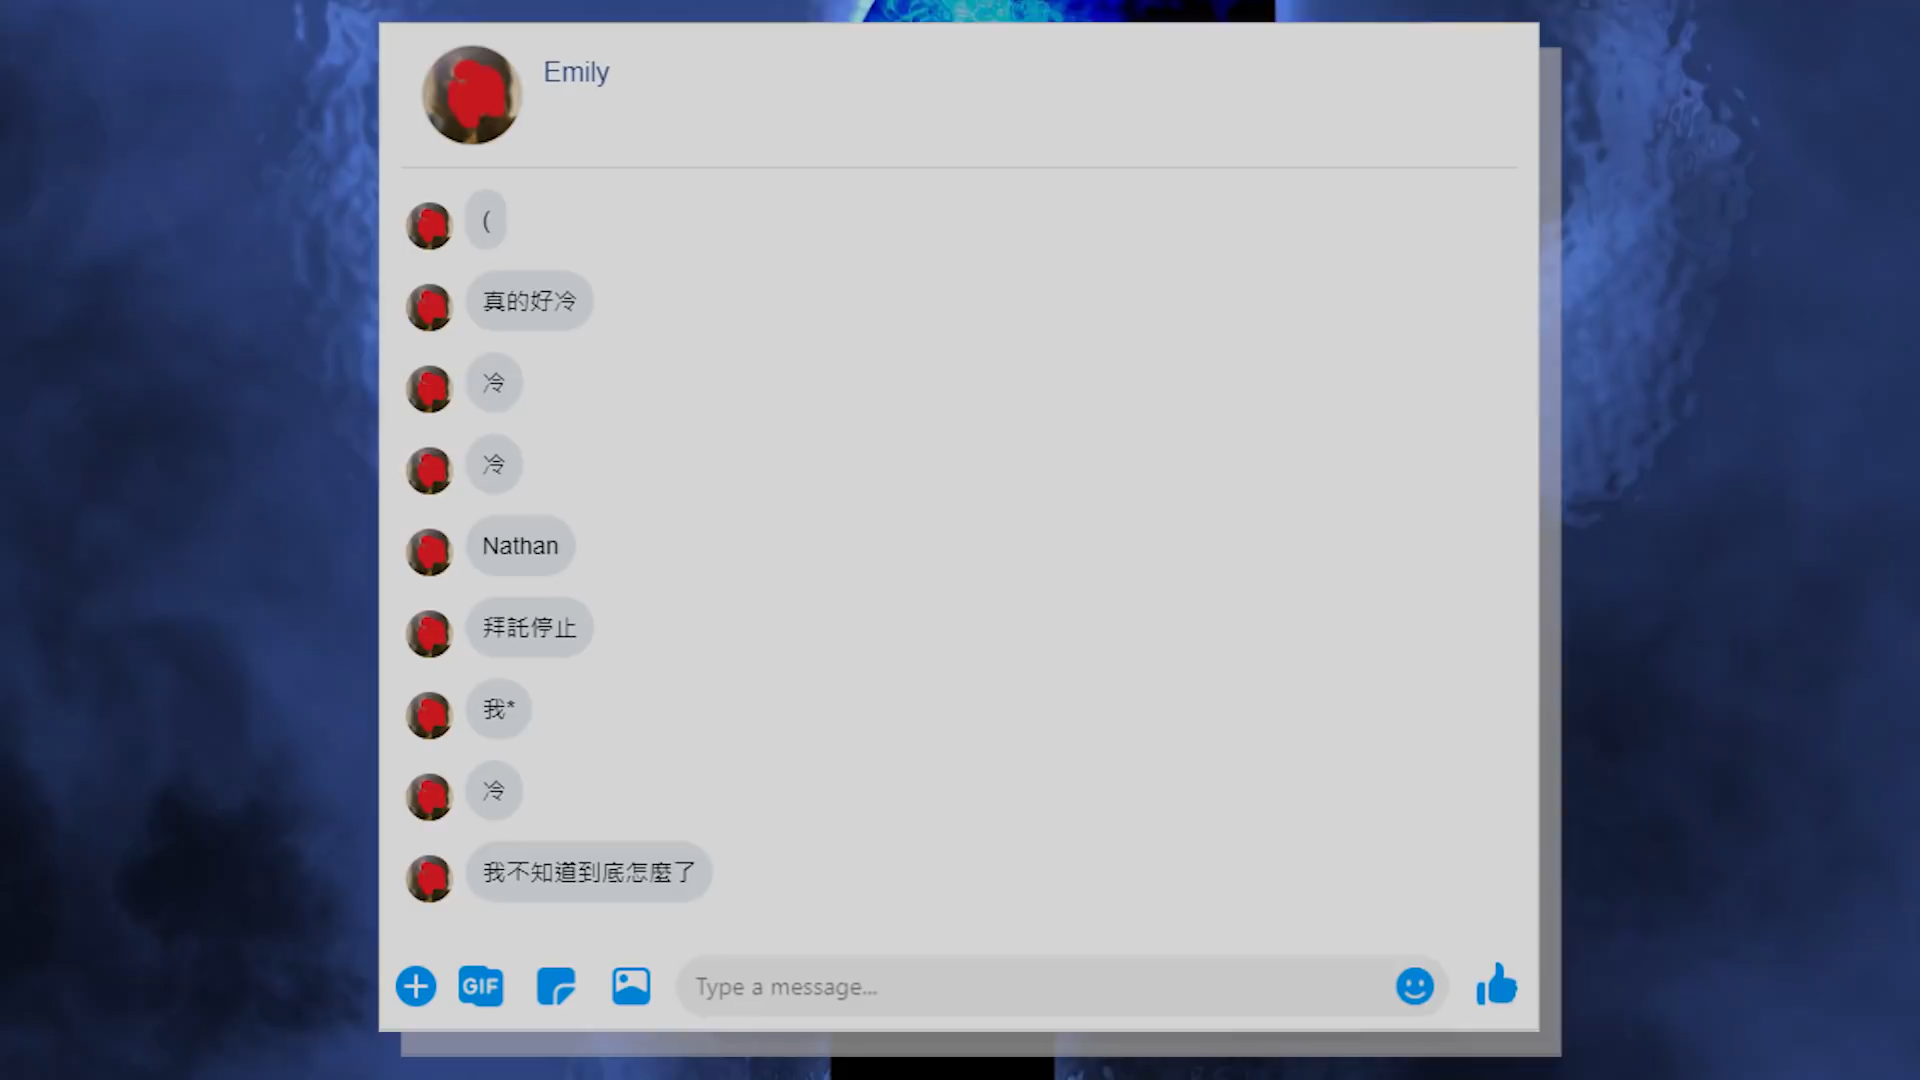 Emily
(
真的好冷
冷
冷
Nathan
拜託停止
我*
冷
我不知道到底怎麼了
GIF
Type a message...